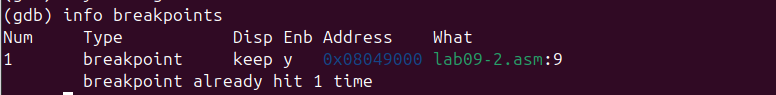 (gdb) info breakpoints
Num     Type           Disp Enb Address    What
1       breakpoint     keep y   0x08049000 lab09-2.asm:9
        breakpoint already hit 1 time